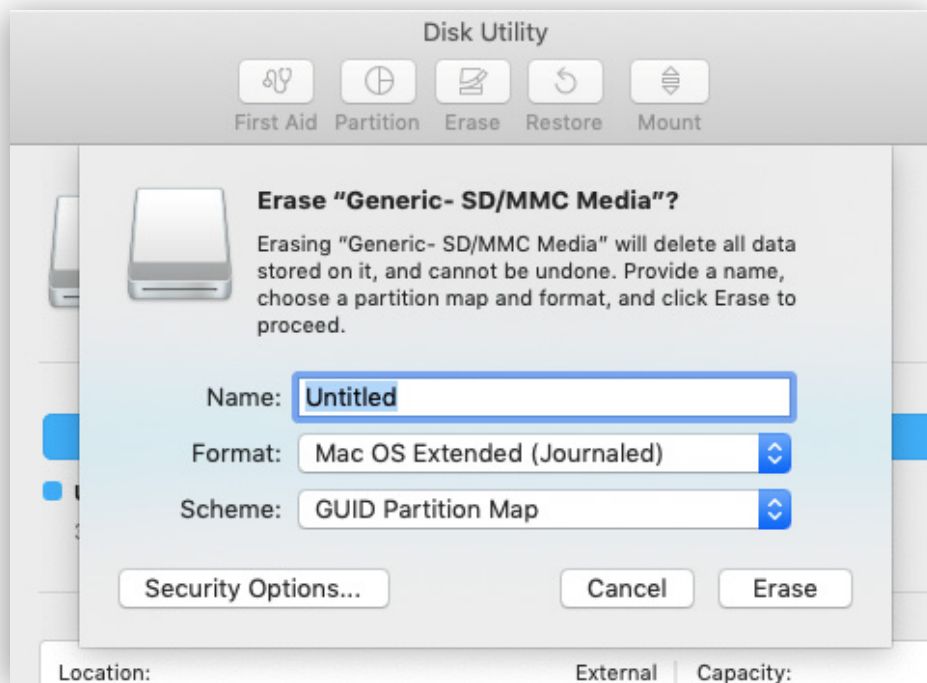 Disk Utility
First Aid Partition Erase Restore Mount
Erase “Generic- SD/MMC Media”?
Erasing “Generic- SD/MMC Media” will delete all data
stored on it, and cannot be undone. Provide a name,
choose a partition map and format, and click Erase to
proceed.
Name: Untitled
Format: Mac OS Extended (Journaled)
Scheme: GUID Partition Map
Security Options... Cancel Erase
Location: External Capacity: